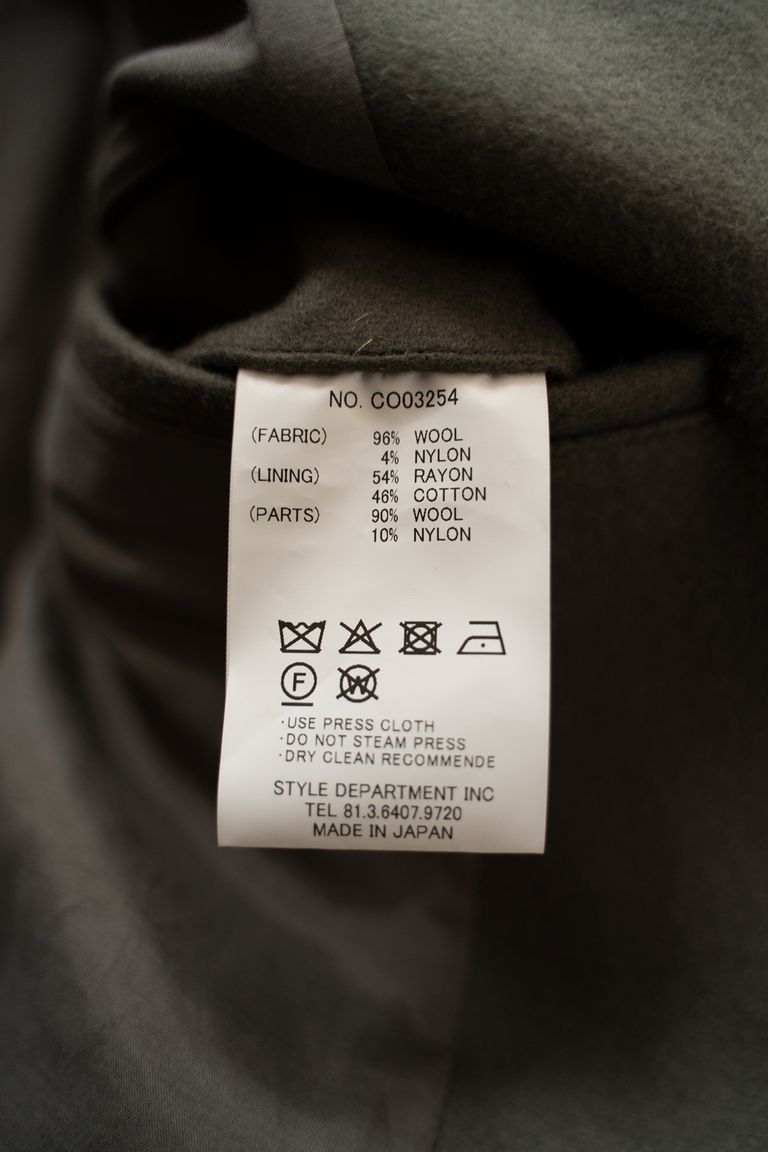 NO. CO03254
(FABRIC) 96% WOOL
4% NYLON
(LINING) 54% RAYON
46% COTTON
(PARTS) 90% WOOL
10% NYLON
F W
·USE PRESS CLOTH
·DO NOT STEAM PRESS
·DRY CLEAN RECOMMENDE
STYLE DEPARTMENT INC
TEL 81.3.6407.9720
MADE IN JAPAN